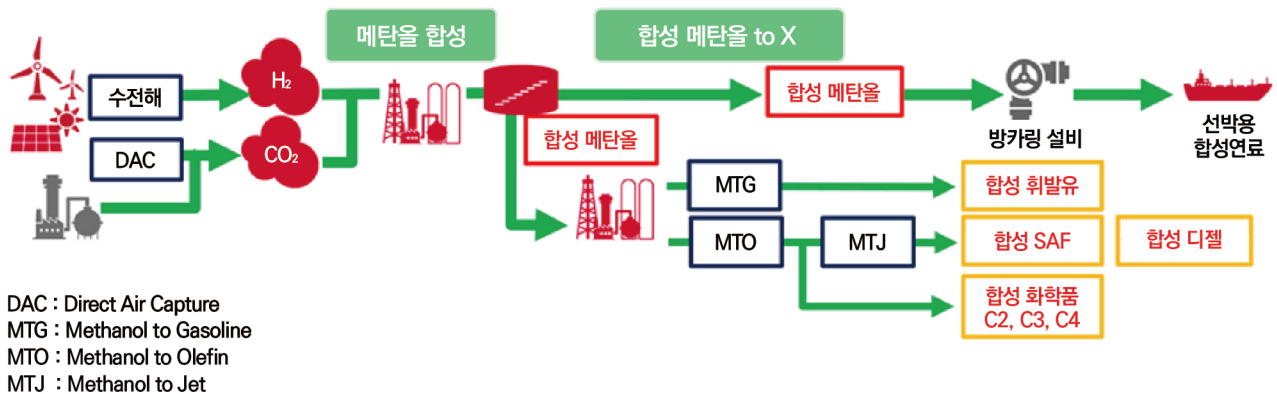 메탄올 합성
합성 메탄올 to X
수전해
H₂
합성 메탄올
방카링 설비
선박용
합성연료
DAC
CO₂
합성 메탄올
MTG
합성 휘발유
MTO
MTJ
합성 SAF
합성 디젤
합성 화학품
C2, C3, C4
DAC : Direct Air Capture
MTG : Methanol to Gasoline
MTO : Methanol to Olefin
MTJ : Methanol to Jet